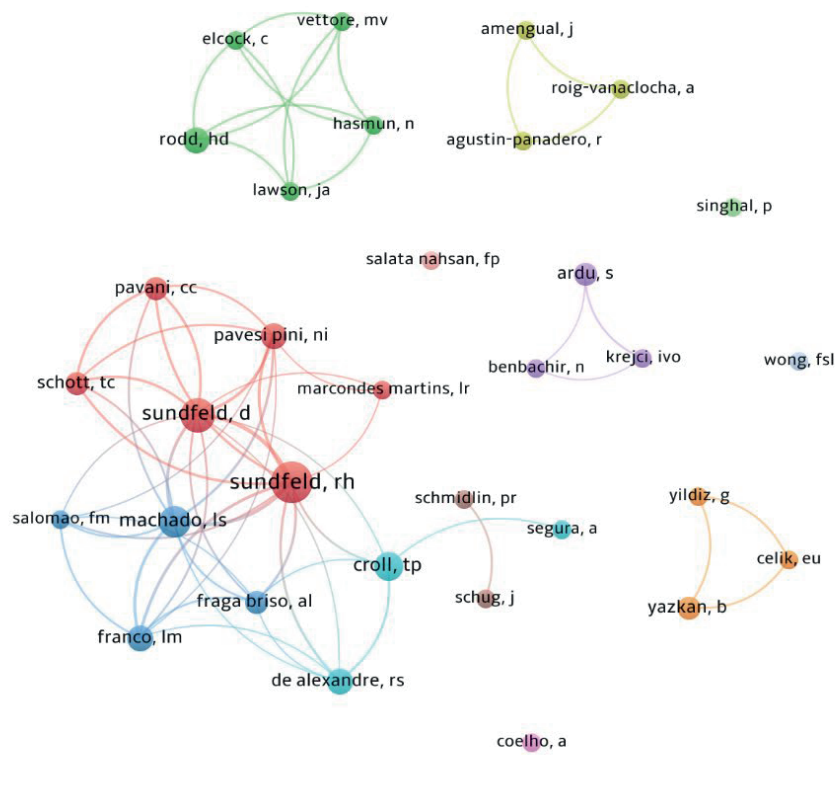 vettore, mv
elcock, c
amengual, j
roig-vanaclocha, a
hasmun, n
rodd, hd
agustin-panadero, r
lawson, ja
singhal, p
salata nahsan, fp
ardu, s
pavani, cc
pavesi pini, ni
krejci, ivo
wong, fsl
benbachir, n
schott, tc
marcondes martins, lr
sundfeld, d
sundfeld, rh
schmidlin, pr
yildiz, g
salomao, fm
machado, ls
segura, a
celik, eu
croll, tp
fraga briso, al
schug, j
yazkan, b
franco, lm
de alexandre, rs
coelho, a